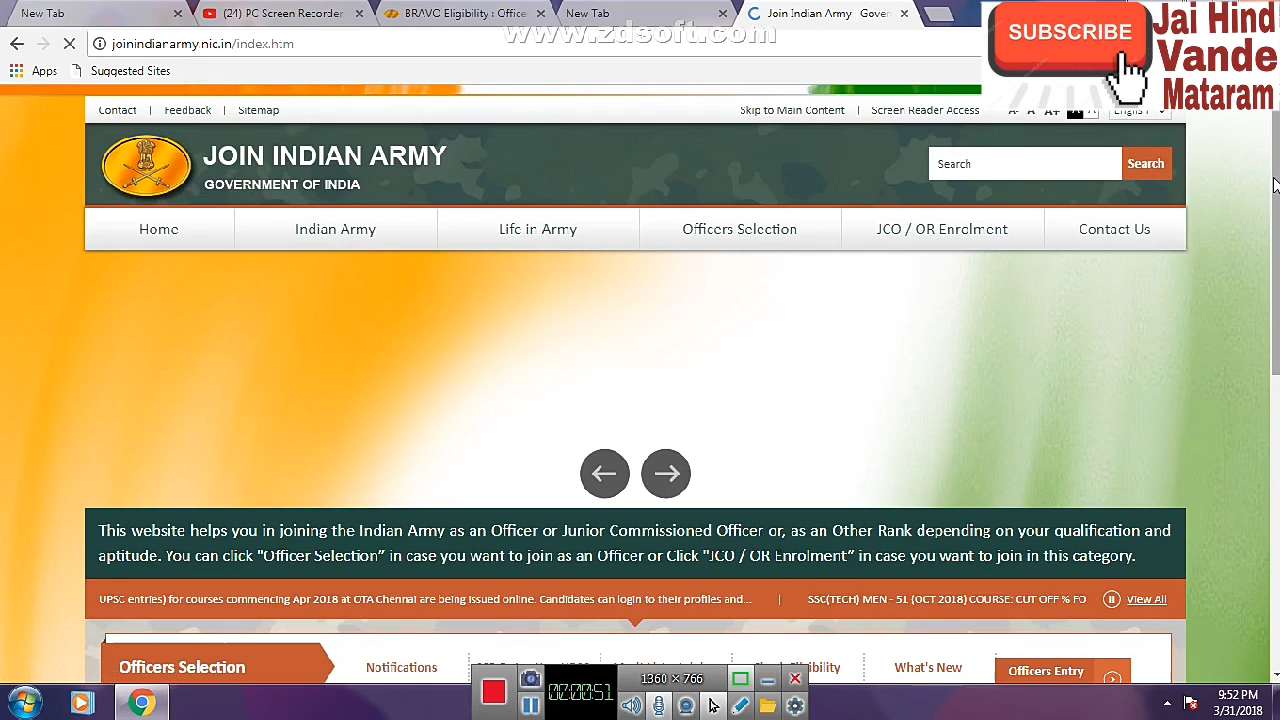 New Tab
(21) PC Screen Recorder
BRAVC Eligibility : Office
New Tab
Join Indian Army - Gover
joinindianarmy.nic.in/index.htm
Apps
Suggested Sites
www.zdsoft.com
SUBSCRIBE
Jai Hind
Vande
Mataram
Contact
Feedback
Sitemap
Skip to Main Content
Screen Reader Access
A- A A+ A A
English
JOIN INDIAN ARMY
GOVERNMENT OF INDIA
Search
Search
Home
Indian Army
Life in Army
Officers Selection
JCO / OR Enrolment
Contact Us
This website helps you in joining the Indian Army as an Officer or Junior Commissioned Officer or, as an Other Rank depending on your qualification and
aptitude. You can click "Officer Selection" in case you want to join as an Officer or Click "JCO / OR Enrolment" in case you want to join in this category.
UPSC entries) for courses commencing Apr 2018 at OTA Chennai are being issued online. Candidates can login to their profiles and...
SSC(TECH) MEN - 51 (OCT 2018) COURSE: CUT OFF % FO
View All
Officers Selection
Notifications
What's New
Officers Entry
00:00:51
1360 × 766
9:52 PM
3/31/2018